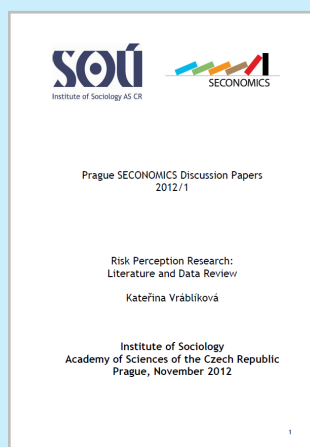 SOÚ
Institute of Sociology AS CR
SECONOMICS
Prague SECONOMICS Discussion Papers
2012/1
Risk Perception Research:
Literature and Data Review
Kateřina Vráblíková
Institute of Sociology
Academy of Sciences of the Czech Republic
Prague, November 2012
1